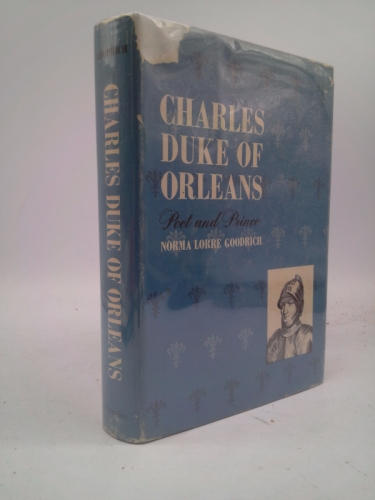 CHARLES
DUKE OF
ORLEANS
Poet and Prince
NORMA LORRE GOODRICH
CHARLES DUKE OF ORLEANS